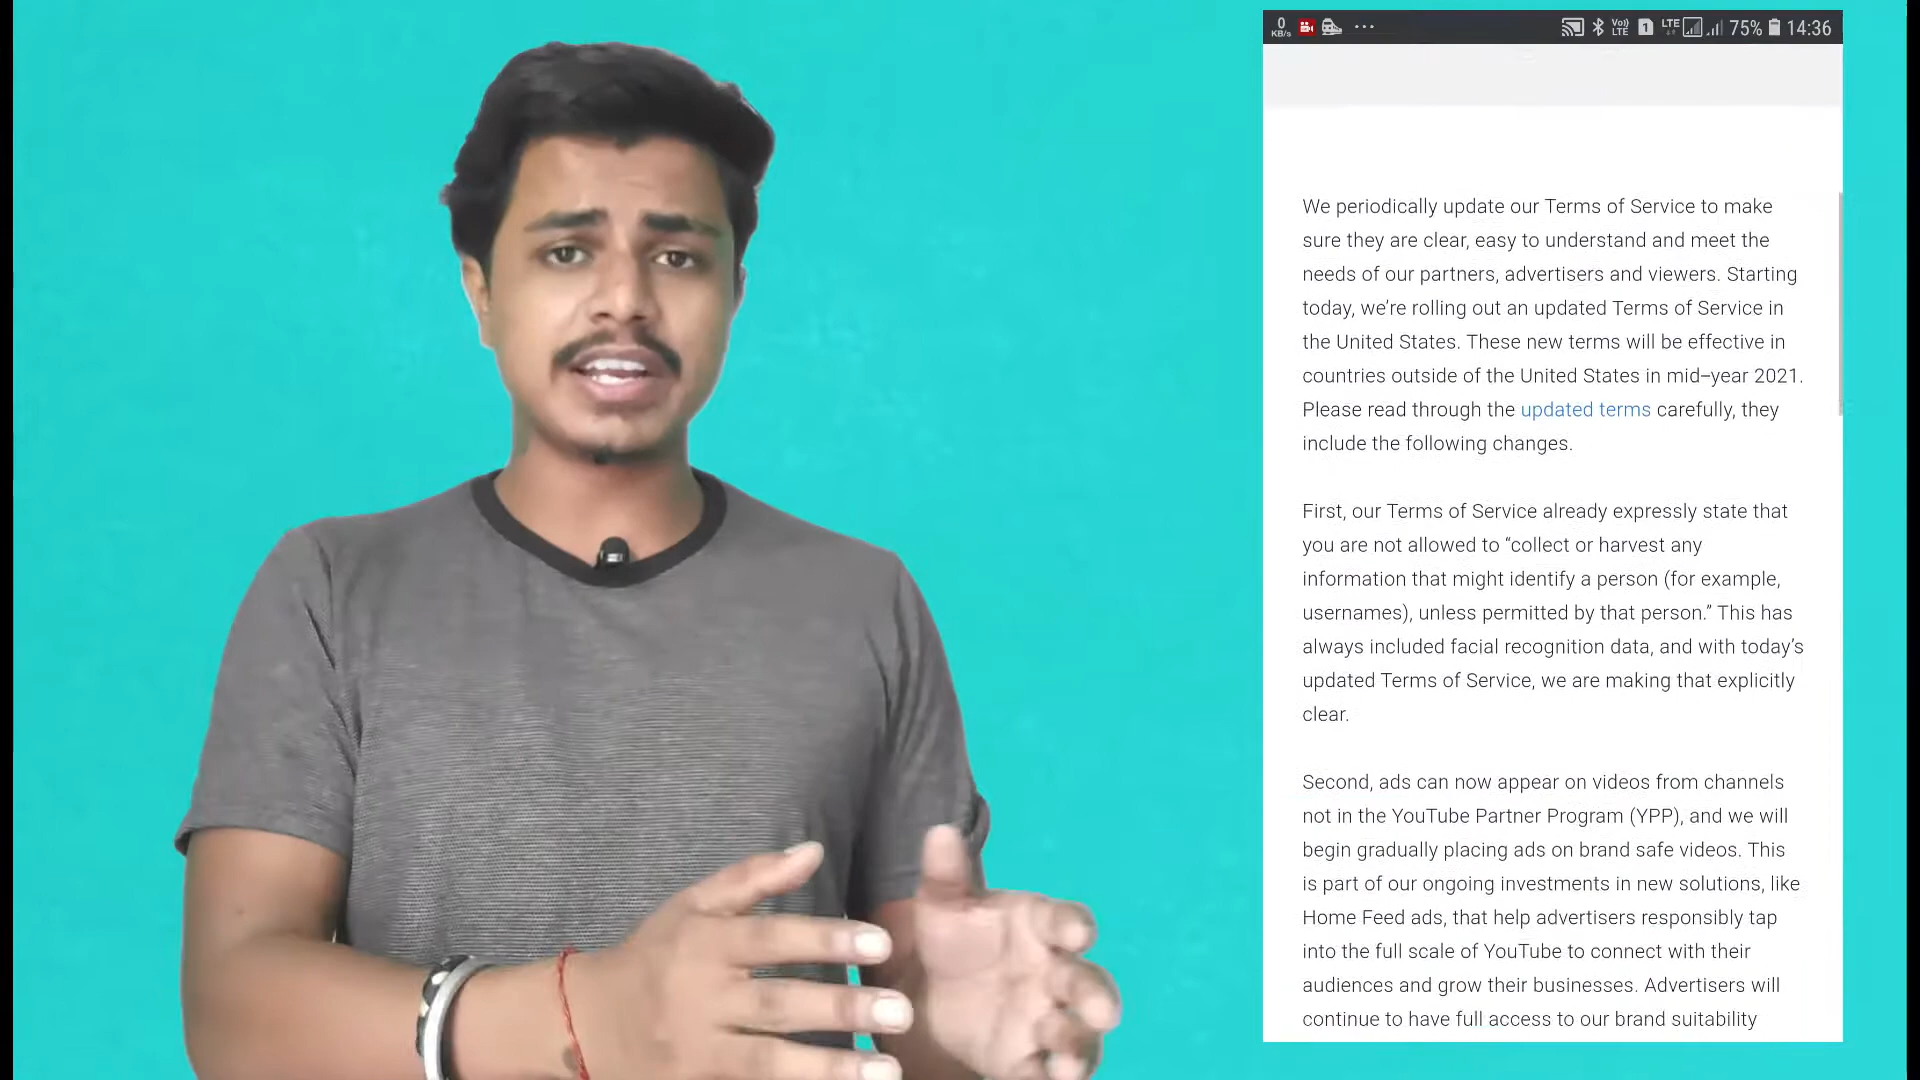 0
KB/s
...
Vo))
LTE
1
LTE
75%
14:36
We periodically update our Terms of Service to make
sure they are clear, easy to understand and meet the
needs of our partners, advertisers and viewers. Starting
today, we’re rolling out an updated Terms of Service in
the United States. These new terms will be effective in
countries outside of the United States in mid–year 2021.
Please read through the updated terms carefully, they
include the following changes.
First, our Terms of Service already expressly state that
you are not allowed to “collect or harvest any
information that might identify a person (for example,
usernames), unless permitted by that person.” This has
always included facial recognition data, and with today’s
updated Terms of Service, we are making that explicitly
clear.
Second, ads can now appear on videos from channels
not in the YouTube Partner Program (YPP), and we will
begin gradually placing ads on brand safe videos. This
is part of our ongoing investments in new solutions, like
Home Feed ads, that help advertisers responsibly tap
into the full scale of YouTube to connect with their
audiences and grow their businesses. Advertisers will
continue to have full access to our brand suitability